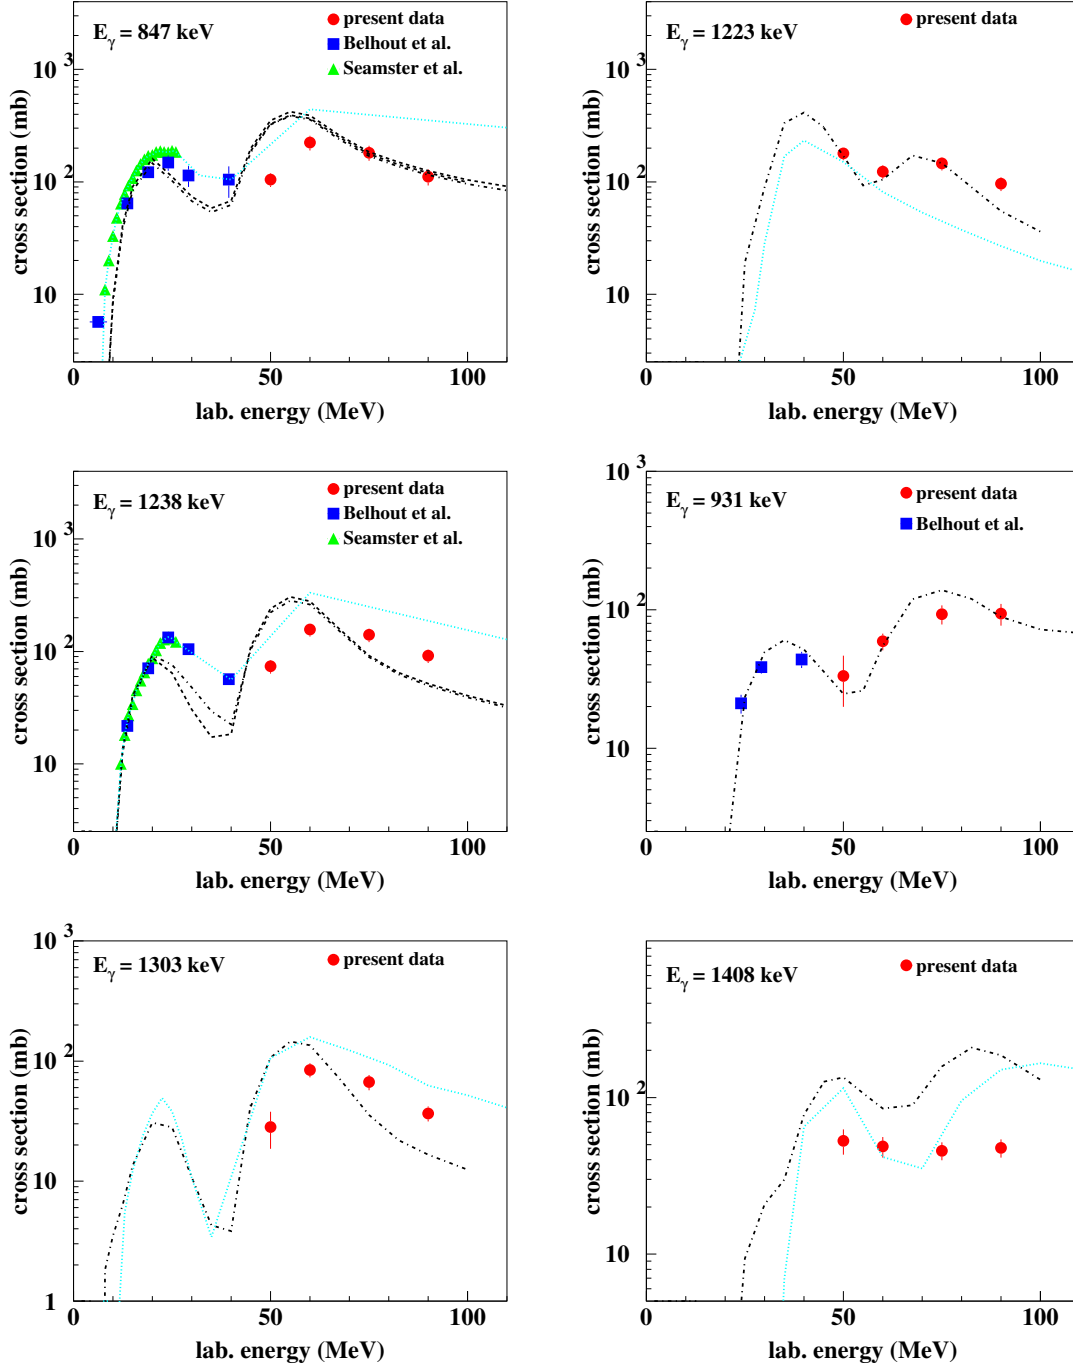 E_γ = 847 keV
present data
Belhout et al.
Seamster et al.
cross section (mb)
10^3
10^2
10
0 50 100
lab. energy (MeV)
E_γ = 1223 keV
present data
cross section (mb)
10^3
10^2
10
0 50 100
lab. energy (MeV)
E_γ = 1238 keV
present data
Belhout et al.
Seamster et al.
cross section (mb)
10^3
10^2
10
0 50 100
lab. energy (MeV)
E_γ = 931 keV
present data
Belhout et al.
cross section (mb)
10^3
10^2
10
0 50 100
lab. energy (MeV)
E_γ = 1303 keV
present data
cross section (mb)
10^3
10^2
10
1
0 50 100
lab. energy (MeV)
E_γ = 1408 keV
present data
cross section (mb)
10^2
10
0 50 100
lab. energy (MeV)